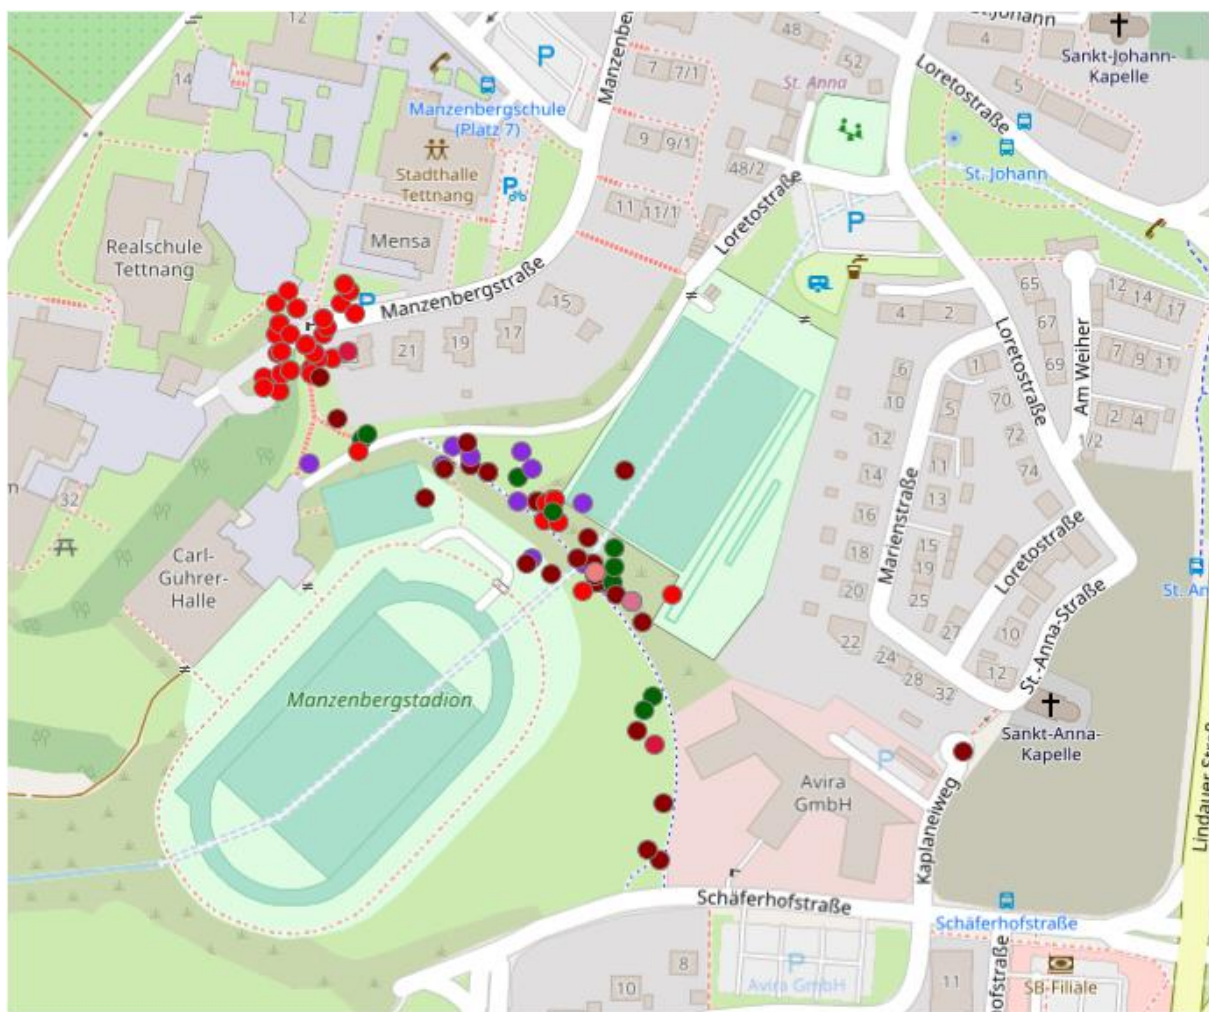 12
14
P
Manzenbergschule
(Platz 7)
Stadthalle
Tettnang
P
Mensa
Realschule
Tettnang
P
Manzenbergstraße
7
7/1
9
9/1
11
11/1
15
17
19
21
48
52
St. Anna
48/2
Loretostraße
P
St.Johann
4
5
Sankt-Johann-
Kapelle
Loretostraße
St. Johann
4
2
65
67
69
12
14
17
7
9
11
2
4
1/2
Am Weiher
Loretostraße
6
10
1
5
70
72
74
12
14
11
13
16
18
15
19
20
25
22
27
24
28
32
10
12
Marienstraße
Loretostraße
St.-Anna-Straße
Sankt-Anna-
Kapelle
32
Carl-
Guhrer-
Halle
Manzenbergstadion
Avira
GmbH
P
Kaplaneiweg
Schäferhofstraße
Schäferhofstraße
P
Avira GmbH
8
10
11
SB-Filiale